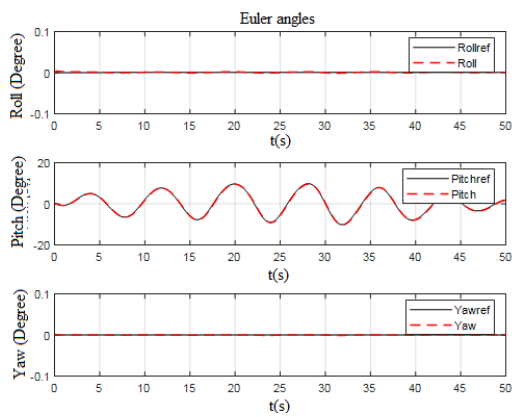 Euler angles
Roll (Degree)
0.1
0
-0.1
Rollref
Roll
0 5 10 15 20 25 30 35 40 45 50
t(s)
Pitch (Degree)
20
0
-20
Pitchref
Pitch
0 5 10 15 20 25 30 35 40 45 50
t(s)
Yaw (Degree)
0.1
0
-0.1
Yawref
Yaw
0 5 10 15 20 25 30 35 40 45 50
t(s)